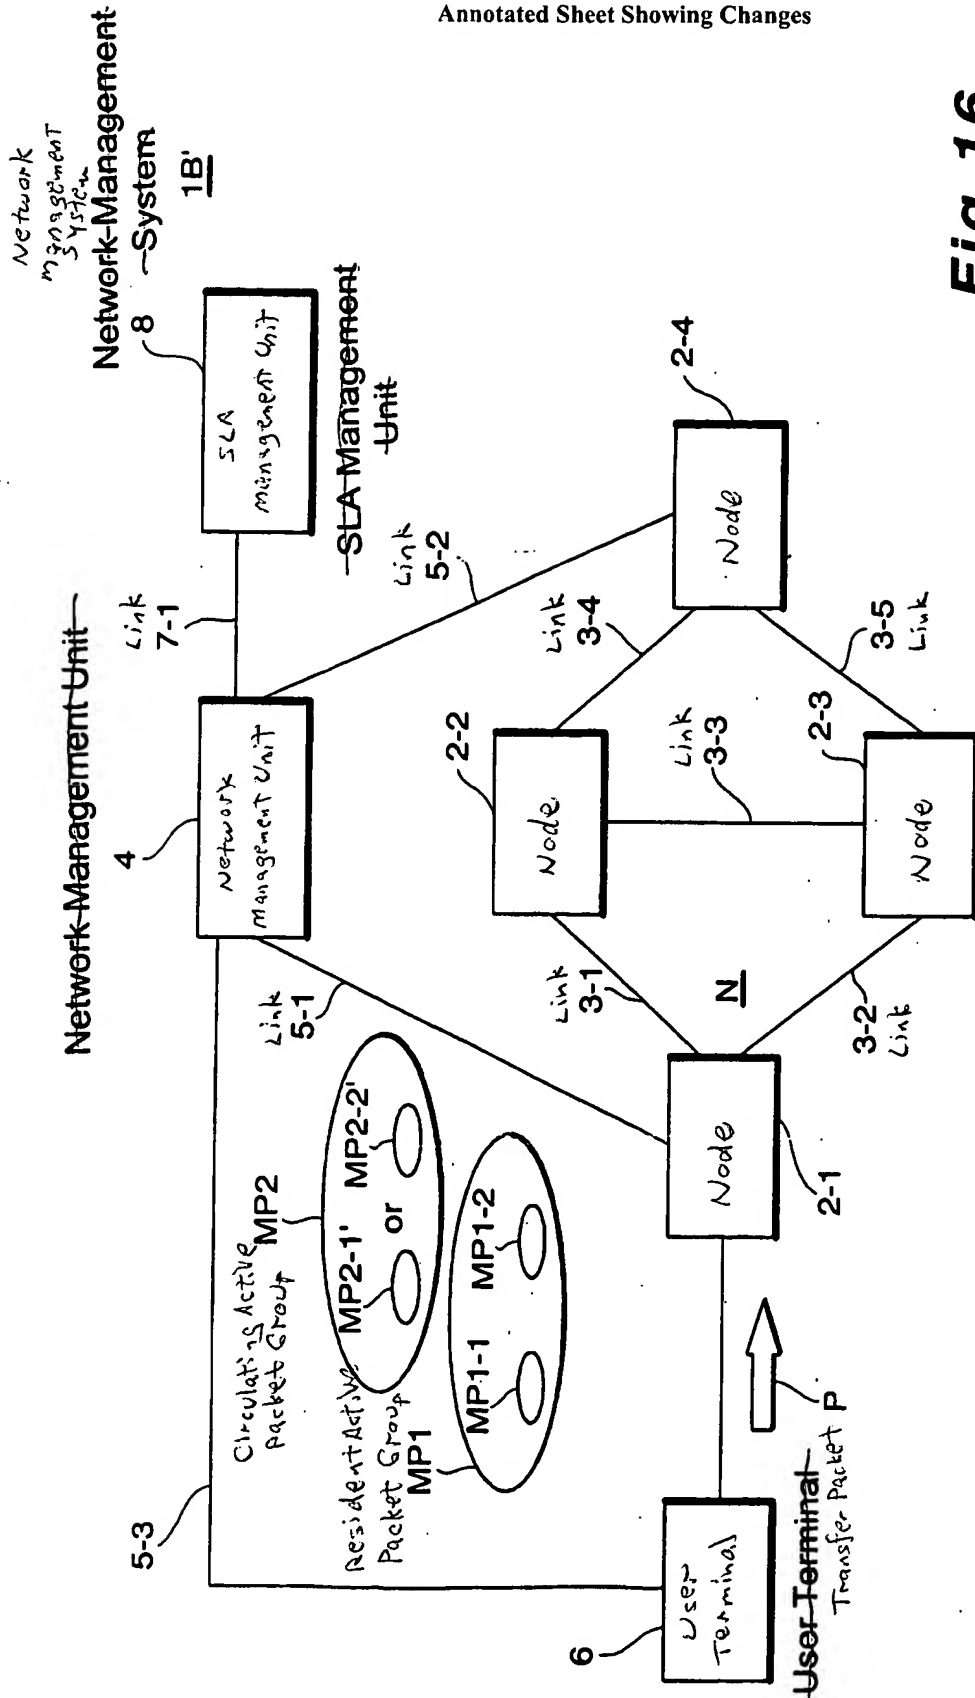 Annotated Sheet Showing Changes
Network
management
system
Network Management
System
1B'
Network Management Unit
4
Network
Management Unit
Link
7-1
8
SLA
management Unit
SLA Management
Unit
5-3
Link
5-1
Link
5-2
Circulating Active
Packet Group
MP2
MP2-1'
or
MP2-2'
Resident Active
Packet Group
MP1
MP1-1
MP1-2
2-2
Node
2-4
Node
Link
3-1
Link
3-4
Link
3-3
N
3-2
Link
3-5
Link
2-3
Node
Node
2-1
6
User
Terminal
User Terminal
P
Transfer Packet
Fig. 16